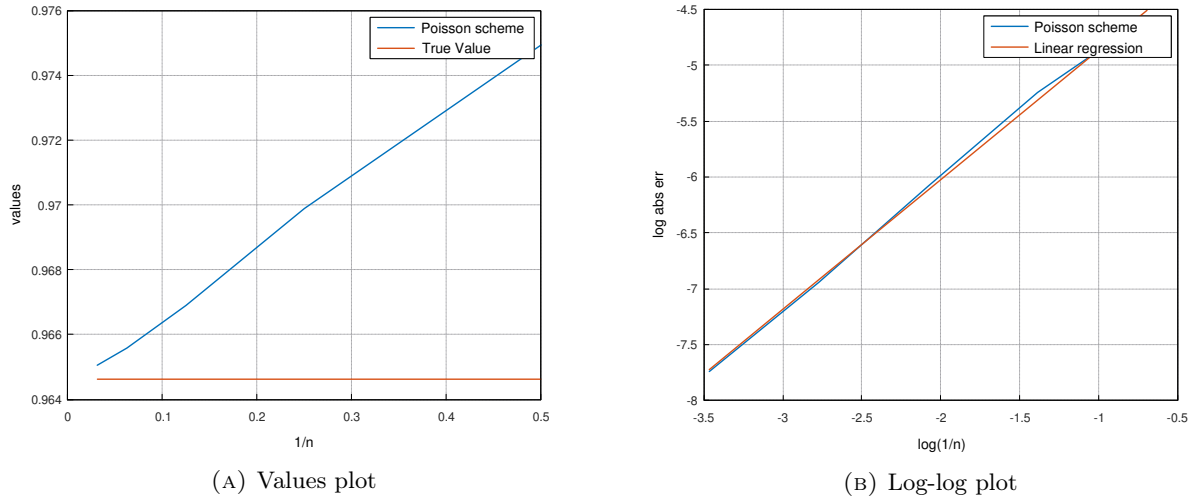 0.976
0.974
0.972
0.97
0.968
0.966
0.964
values
0
0.1
0.2
0.3
0.4
0.5
1/n
Poisson scheme
True Value
(A) Values plot
-4.5
-5
-5.5
-6
-6.5
-7
-7.5
-8
log abs err
-3.5
-3
-2.5
-2
-1.5
-1
-0.5
log(1/n)
Poisson scheme
Linear regression
(B) Log-log plot